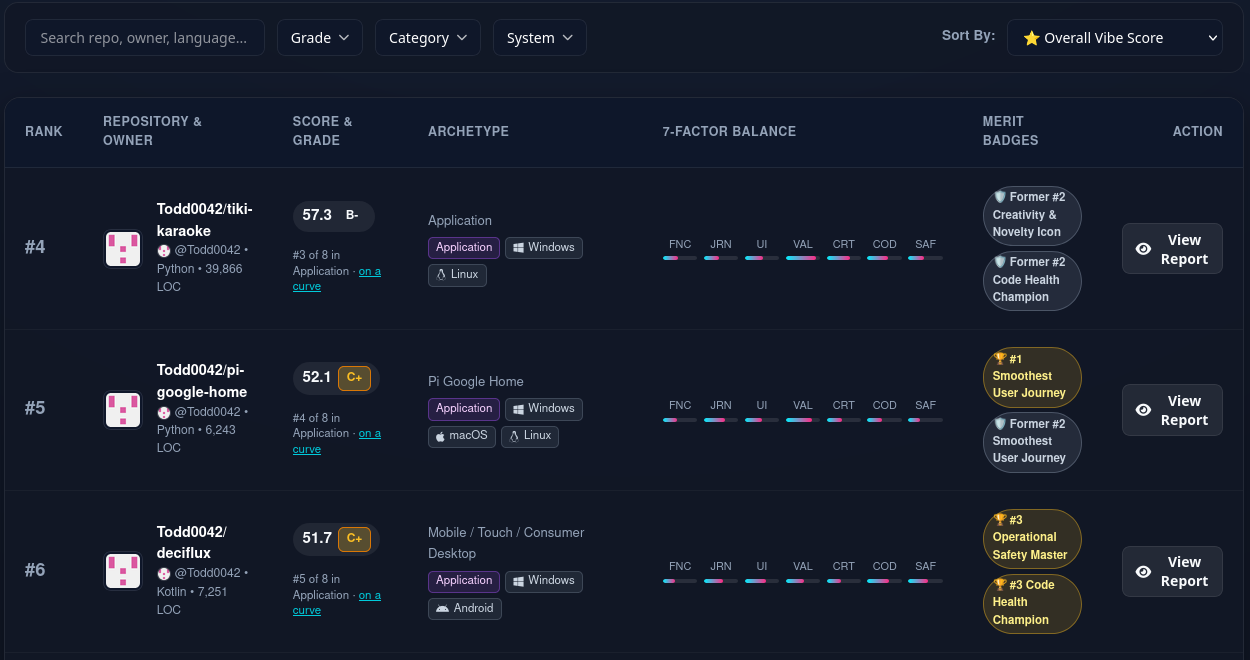 Search repo, owner, language...
Grade
Category
System
Sort By:
⭐ Overall Vibe Score
RANK
REPOSITORY &
OWNER
SCORE &
GRADE
ARCHETYPE
7-FACTOR BALANCE
MERIT
BADGES
ACTION
#4
Todd0042/tiki-
karaoke
@Todd0042 •
Python • 39,866
LOC
57.3 B-
#3 of 8 in
Application · on a
curve
Application
Application
Windows
Linux
FNC JRN UI VAL CRT COD SAF
🛡️ Former #2
Creativity &
Novelty Icon
🛡️ Former #2
Code Health
Champion
View
Report
#5
Todd0042/pi-
google-home
@Todd0042 •
Python • 6,243
LOC
52.1 C+
#4 of 8 in
Application · on a
curve
Pi Google Home
Application
Windows
macOS
Linux
FNC JRN UI VAL CRT COD SAF
🏆 #1
Smoothest
User Journey
🛡️ Former #2
Smoothest
User Journey
View
Report
#6
Todd0042/
deciflux
@Todd0042 •
Kotlin • 7,251
LOC
51.7 C+
#5 of 8 in
Application · on a
curve
Mobile / Touch / Consumer
Desktop
Application
Windows
Android
FNC JRN UI VAL CRT COD SAF
🏆 #3
Operational
Safety Master
🏆 #3 Code
Health
Champion
View
Report